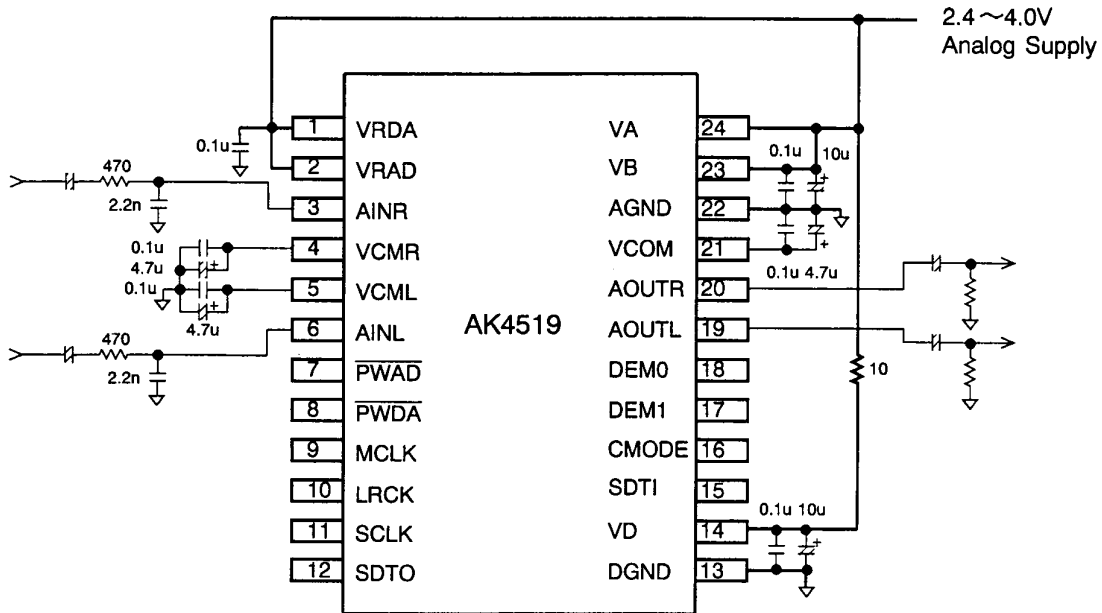 2.4～4.0V
Analog Supply
0.1u
1 VRDA
2 VRAD
470
2.2n
3 AINR
0.1u
4.7u
4 VCMR
0.1u
4.7u
5 VCML
6 AINL
470
2.2n
7 PWAD
8 PWDA
9 MCLK
10 LRCK
11 SCLK
12 SDTO
AK4519
VA 24
0.1u 10u
VB 23
AGND 22
VCOM 21
0.1u 4.7u
AOUTR 20
AOUTL 19
DEM0 18
10
DEM1 17
CMODE 16
SDTI 15
0.1u 10u
VD 14
DGND 13